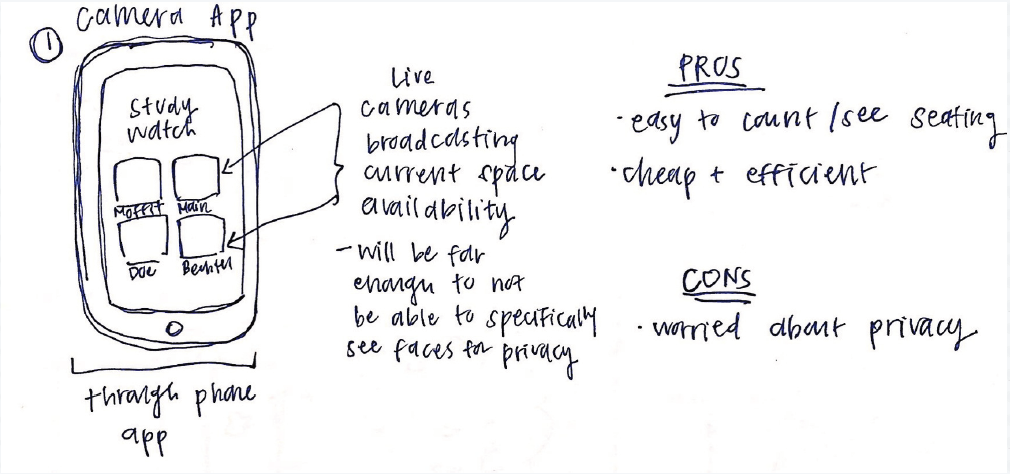 ① Camera App
Study
Watch
Moffit Main
Doe Bechtel
through phone
app
Live
cameras
broadcasting
current space
availability
- will be far
enough to not
be able to specifically
see faces for privacy
PROS
· easy to count / see seating
· cheap + efficient
CONS
· worried about privacy